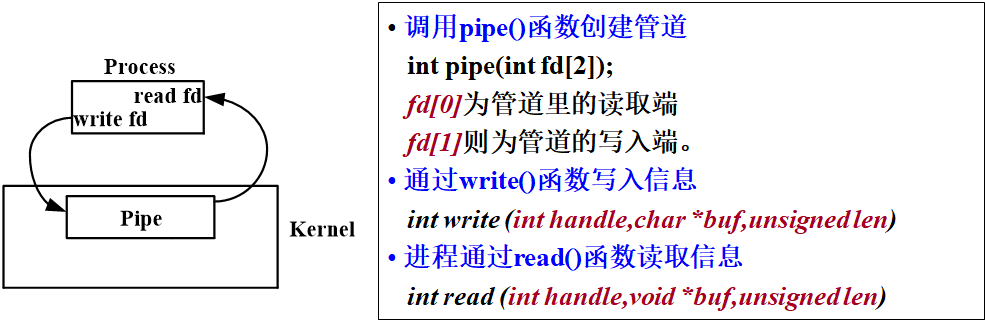 Process
read fd
write fd
Pipe
Kernel
• 调用pipe()函数创建管道
int pipe(int fd[2]);
fd[0]为管道里的读取端
fd[1]则为管道的写入端。
• 通过write()函数写入信息
int write (int handle,char *buf,unsigned len)
• 进程通过read()函数读取信息
int read (int handle,void *buf,unsigned len)